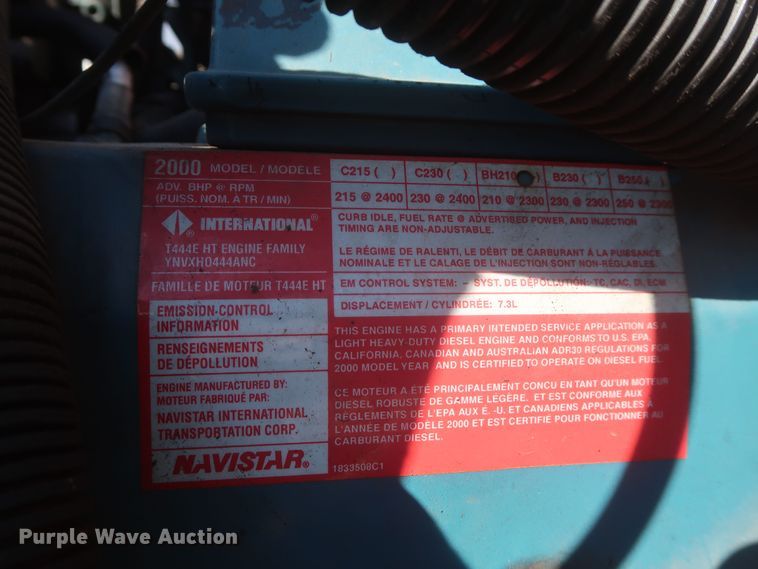 2000 MODEL / MODÈLE
ADV. BHP @ RPM
(PUISS. NOM. À TR / MIN)
C215 ( ) C230 ( ) BH210 ( ) B230 ( ) B250 ( )
215 @ 2400 230 @ 2400 210 @ 2300 230 @ 2300 250 @ 2300
INTERNATIONAL®
T444E HT ENGINE FAMILY
YNVXH0444ANC
FAMILLE DE MOTEUR T444E HT
CURB IDLE, FUEL RATE @ ADVERTISED POWER, AND INJECTION
TIMING ARE NON-ADJUSTABLE.
LE RÉGIME DE RALENTI, LE DÉBIT DE CARBURANT À LA PUISSANCE
NOMINALE ET LE CALAGE DE L'INJECTION SONT NON-RÉGLABLES.
EM CONTROL SYSTEM: - SYST. DE DÉPOLLUTION: TC, CAC, DI, ECM
DISPLACEMENT / CYLINDRÉE: 7.3L
EMISSION-CONTROL
INFORMATION
RENSEIGNEMENTS
DE DÉPOLLUTION
ENGINE MANUFACTURED BY:
MOTEUR FABRIQUÉ PAR:
NAVISTAR INTERNATIONAL
TRANSPORTATION CORP.
NAVISTAR®
THIS ENGINE HAS A PRIMARY INTENDED SERVICE APPLICATION AS A
LIGHT HEAVY-DUTY DIESEL ENGINE AND CONFORMS TO U.S. EPA,
CALIFORNIA, CANADIAN AND AUSTRALIAN ADR30 REGULATIONS FOR
2000 MODEL YEAR AND IS CERTIFIED TO OPERATE ON DIESEL FUEL.
CE MOTEUR A ÉTÉ PRINCIPALEMENT CONCU EN TANT QU'UN MOTEUR
DIESEL ROBUSTE DE GAMME LÉGÈRE. ET EST CONFORME AUX
RÉGLEMENTS DE L'EPA AUX É. -U. ET CANADIENS APPLICABLES À
L'ANNÉE DE MODÈLE 2000 ET EST CERTIFIÉ POUR FONCTIONNER AU
CARBURANT DIESEL.
1833508C1
Purple Wave Auction